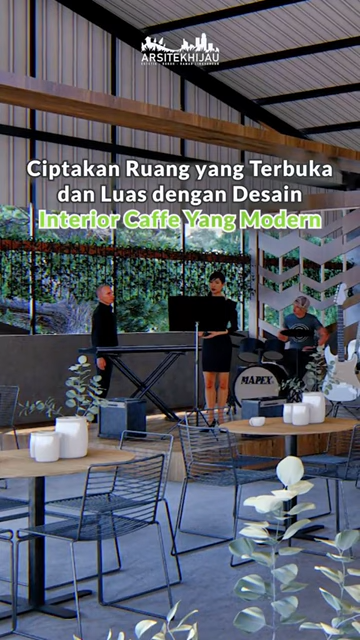 ARSITEKHIJAU
Ciptakan Ruang yang Terbuka
dan Luas dengan Desain
Interior Caffe Yang Modern
MAPEX